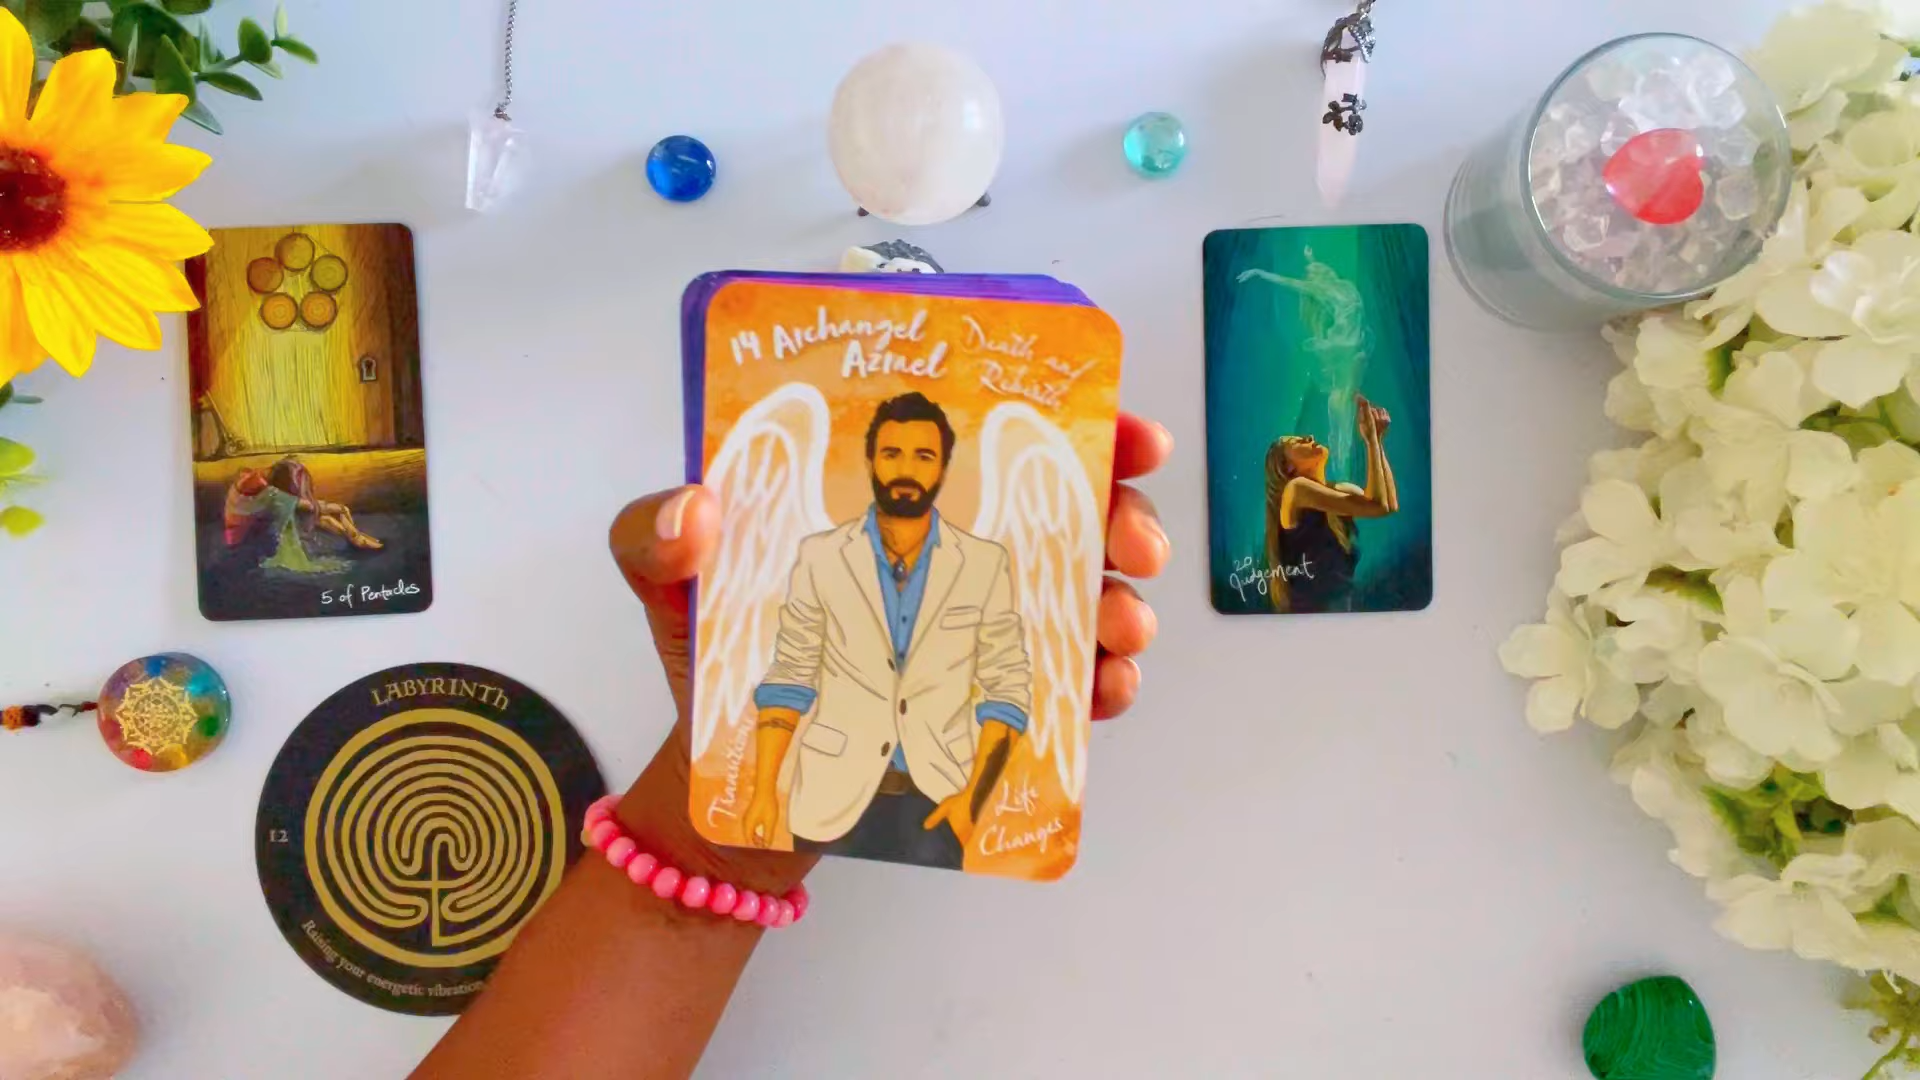 14 Archangel
Azrael
Death and
Rebirth
Transitions
Life
Changes
5 of Pentacles
20
Judgement
LABYRINTH
12
Raising your energetic vibration